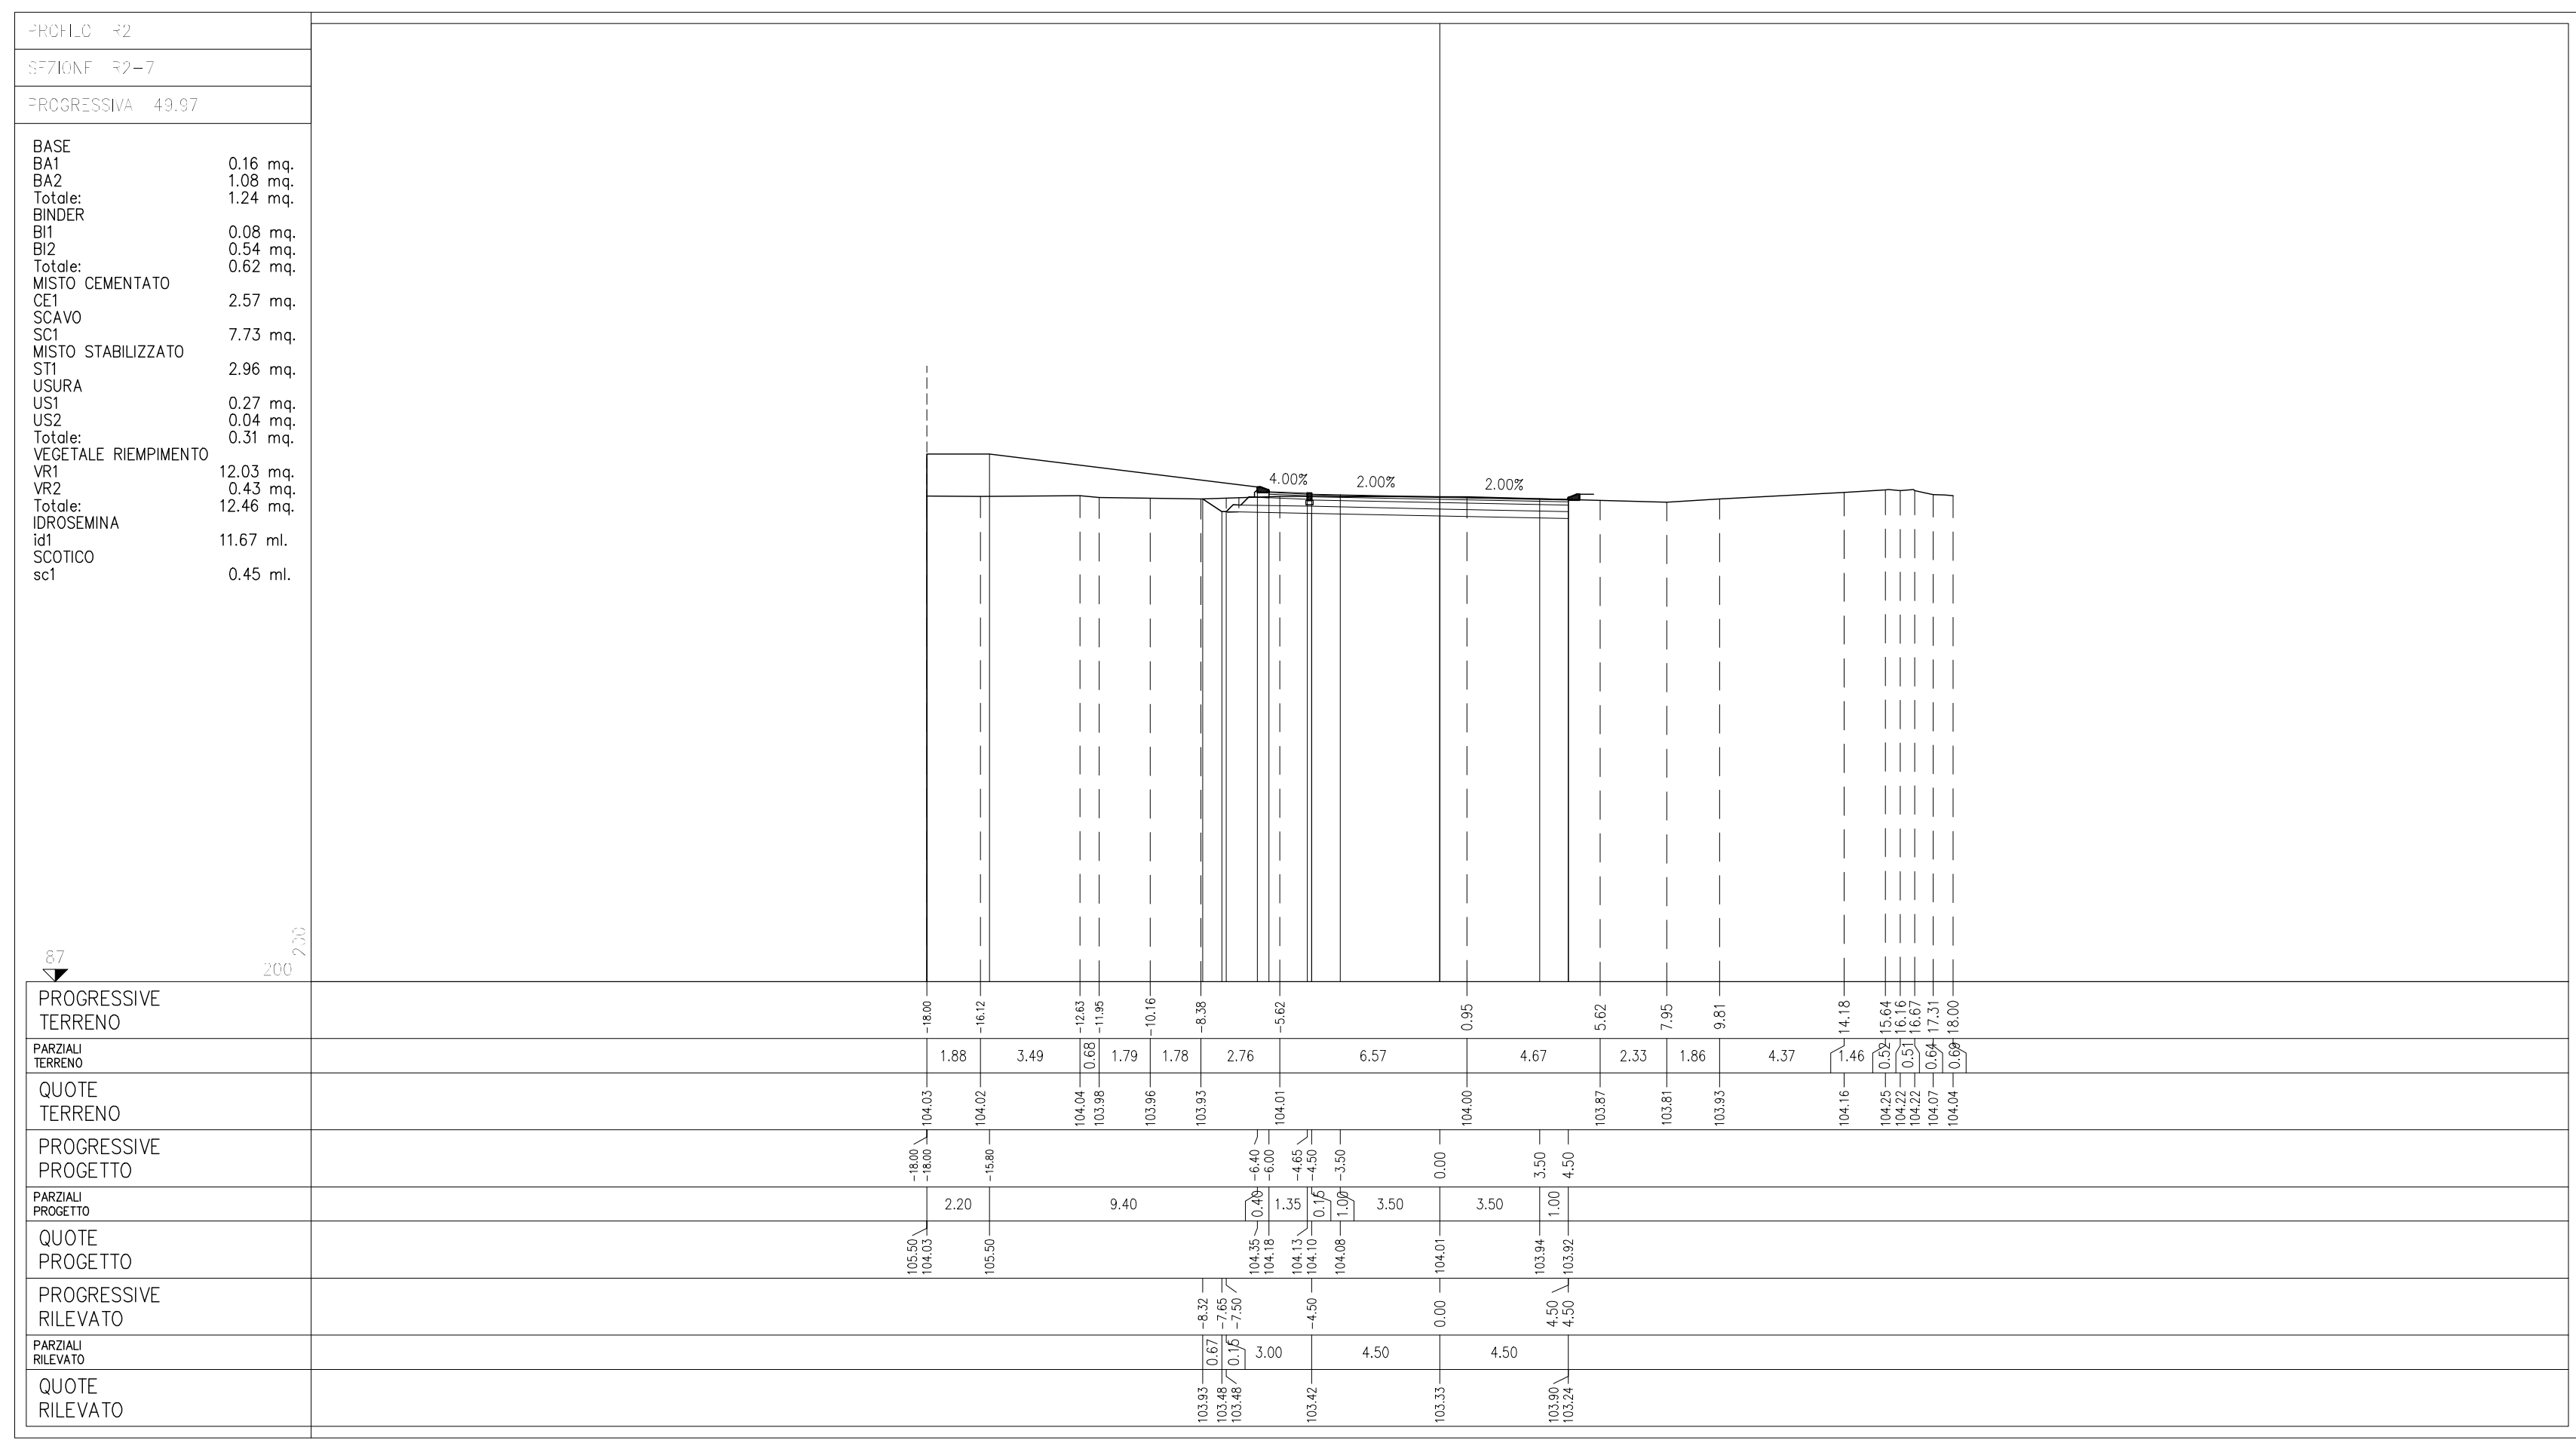 PROFILO R2
SEZIONE R2-7
PROGRESSIVA 49.97
BASE
BA1 0.16 mq.
BA2 1.08 mq.
Totale: 1.24 mq.
BINDER
BI1 0.08 mq.
BI2 0.54 mq.
Totale: 0.62 mq.
MISTO CEMENTATO
CE1 2.57 mq.
SCAVO
SC1 7.73 mq.
MISTO STABILIZZATO
ST1 2.96 mq.
USURA
US1 0.27 mq.
US2 0.04 mq.
Totale: 0.31 mq.
VEGETALE RIEMPIMENTO
VR1 12.03 mq.
VR2 0.43 mq.
Totale: 12.46 mq.
IDROSEMINA
id1 11.67 ml.
SCOTICO
sc1 0.45 ml.
4.00% 2.00% 2.00%
87 200 200
PROGRESSIVE TERRENO
-18.00 -16.12 -12.63 -11.95 -10.16 -8.38 -5.62 0.95 5.62 7.95 9.81 14.18 15.64 16.16 16.67 17.31 18.00
PARZIALI TERRENO
1.88 3.49 0.68 1.79 1.78 2.76 6.57 4.67 2.33 1.86 4.37 1.46 0.52 0.51 0.64 0.69
QUOTE TERRENO
104.03 104.02 104.04 103.98 103.96 103.93 104.01 104.00 103.87 103.81 103.93 104.16 104.25 104.22 104.22 104.07 104.04
PROGRESSIVE PROGETTO
-18.00 -18.00 -15.80 -6.40 -6.00 -4.65 -4.50 -3.50 0.00 3.50 4.50
PARZIALI PROGETTO
2.20 9.40 0.40 1.35 0.15 1.00 3.50 3.50 1.00
QUOTE PROGETTO
105.50 104.03 105.50 104.35 104.18 104.13 104.10 104.08 104.01 103.94 103.92
PROGRESSIVE RILEVATO
-8.32 -7.65 -7.50 -4.50 0.00 4.50 4.50
PARZIALI RILEVATO
0.67 0.15 3.00 4.50 4.50
QUOTE RILEVATO
103.93 103.48 103.48 103.42 103.33 103.90 103.24